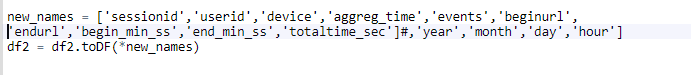 new_names = ['sessionid','userid','device','aggreg_time','events','beginurl',
'endurl','begin_min_ss','end_min_ss','totaltime_sec']#,'year','month','day','hour']
df2 = df2.toDF(*new_names)